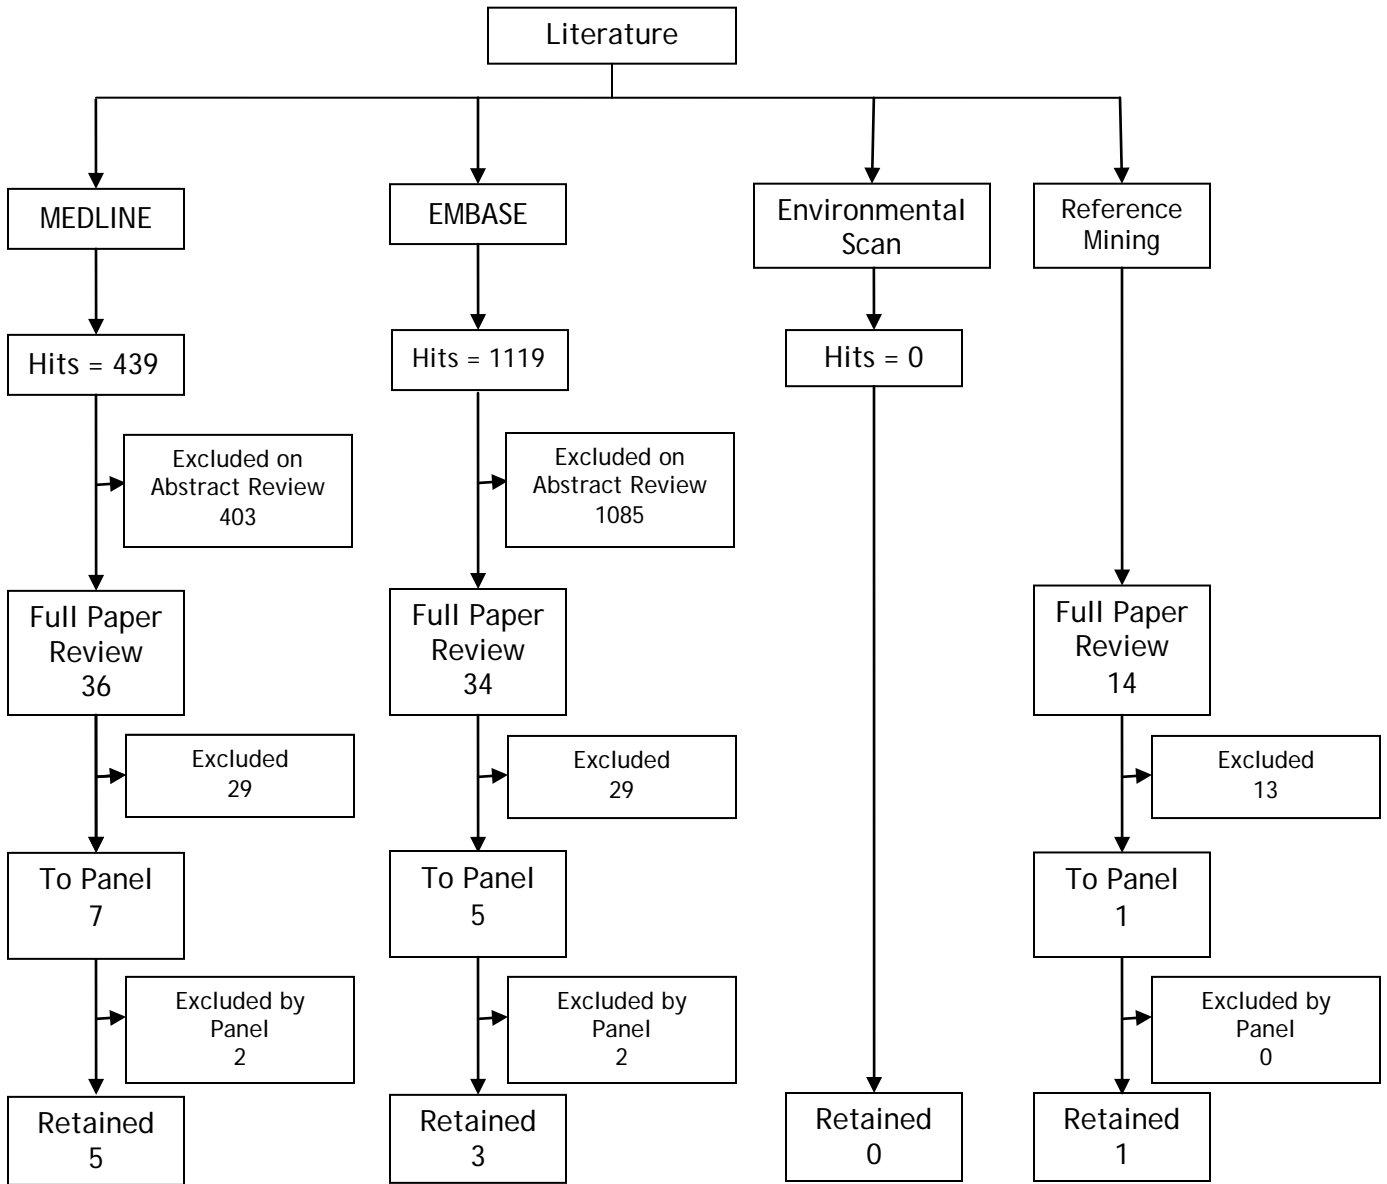 Literature
MEDLINE
EMBASE
Environmental
Scan
Reference
Mining
Hits = 439
Hits = 1119
Hits = 0
Excluded on
Abstract Review
403
Excluded on
Abstract Review
1085
Full Paper
Review
36
Full Paper
Review
34
Full Paper
Review
14
Excluded
29
Excluded
29
Excluded
13
To Panel
7
To Panel
5
To Panel
1
Excluded by
Panel
2
Excluded by
Panel
2
Excluded by
Panel
0
Retained
5
Retained
3
Retained
0
Retained
1